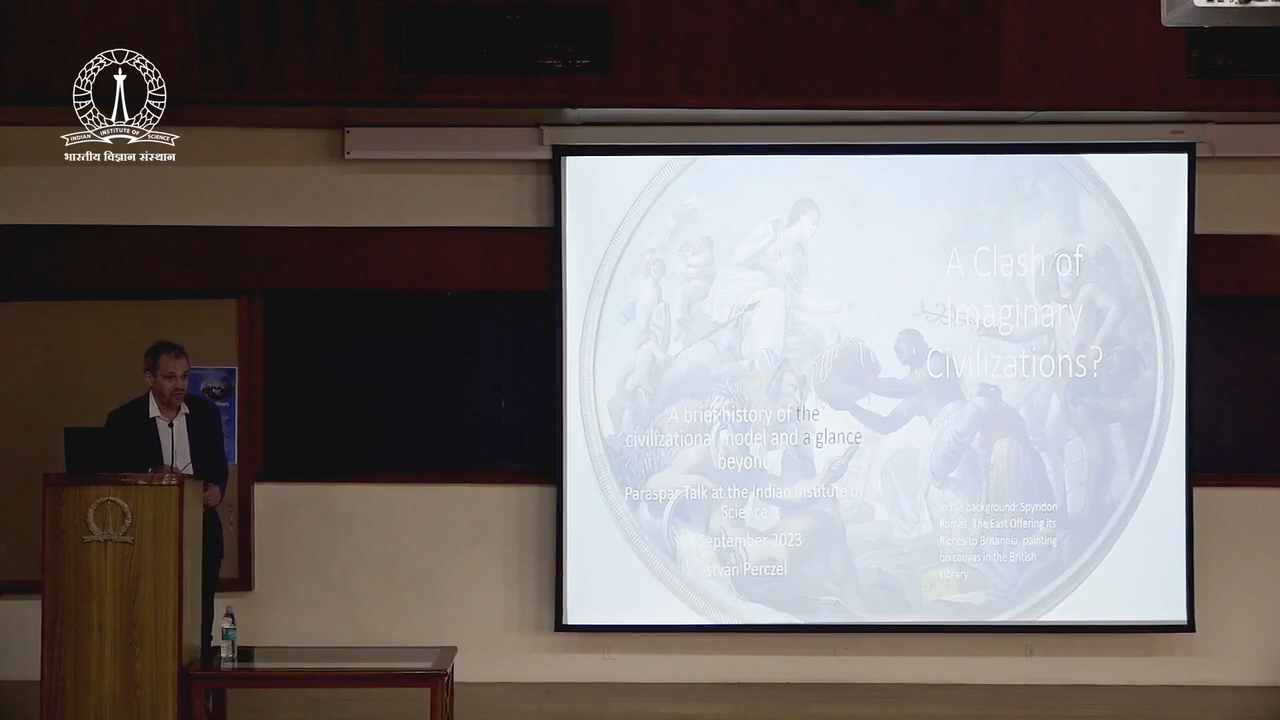 INDIAN INSTITUTE OF SCIENCE
भारतीय विज्ञान संस्थान
A Clash of
Imaginary
Civilizations?
A brief history of the
civilizational model and a glance
beyond
Paraspar Talk at the Indian Institute of
Science
September 2023
István Perczel
In the background: Spyridon
Romas, The East Offering its
Riches to Britannia, painting
on canvas in the British
Library